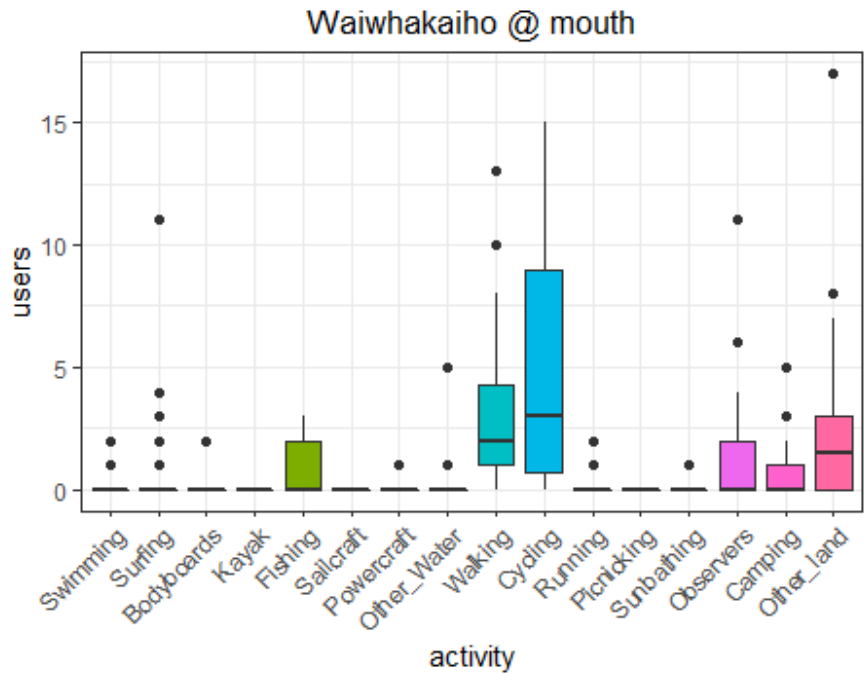 Waiwhakaiho @ mouth
users
15
10
5
0
Swimming
Surfing
Bodyboards
Kayak
Fishing
Sailcraft
Powercraft
Other_Water
Walking
Cycling
Running
Picnicking
Sunbathing
Observers
Camping
Other_land
activity